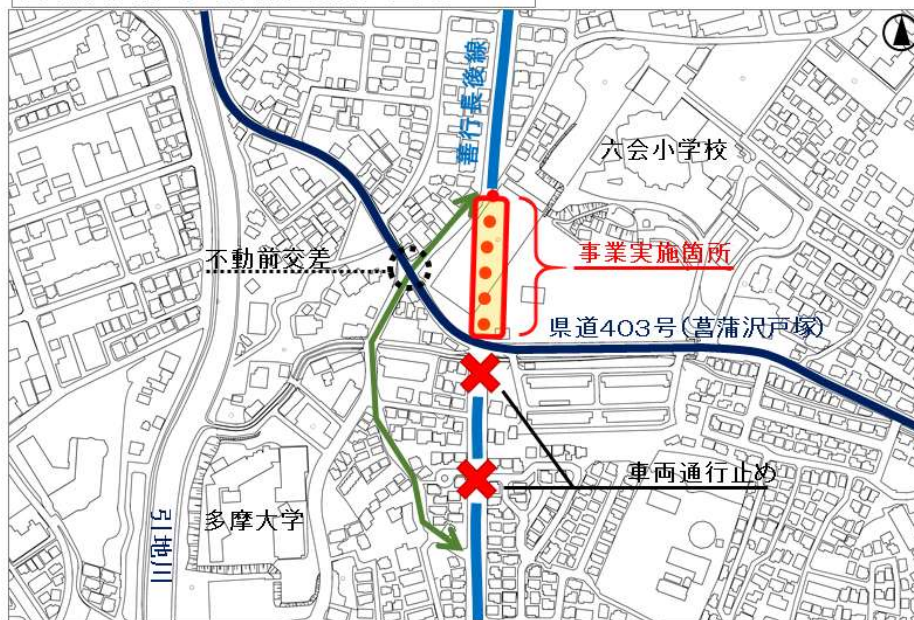 善行長後線
六会小学校
不動前交差
事業実施箇所
県道403号(菖蒲沢戸塚)
車両通行止め
多摩大学
引地川